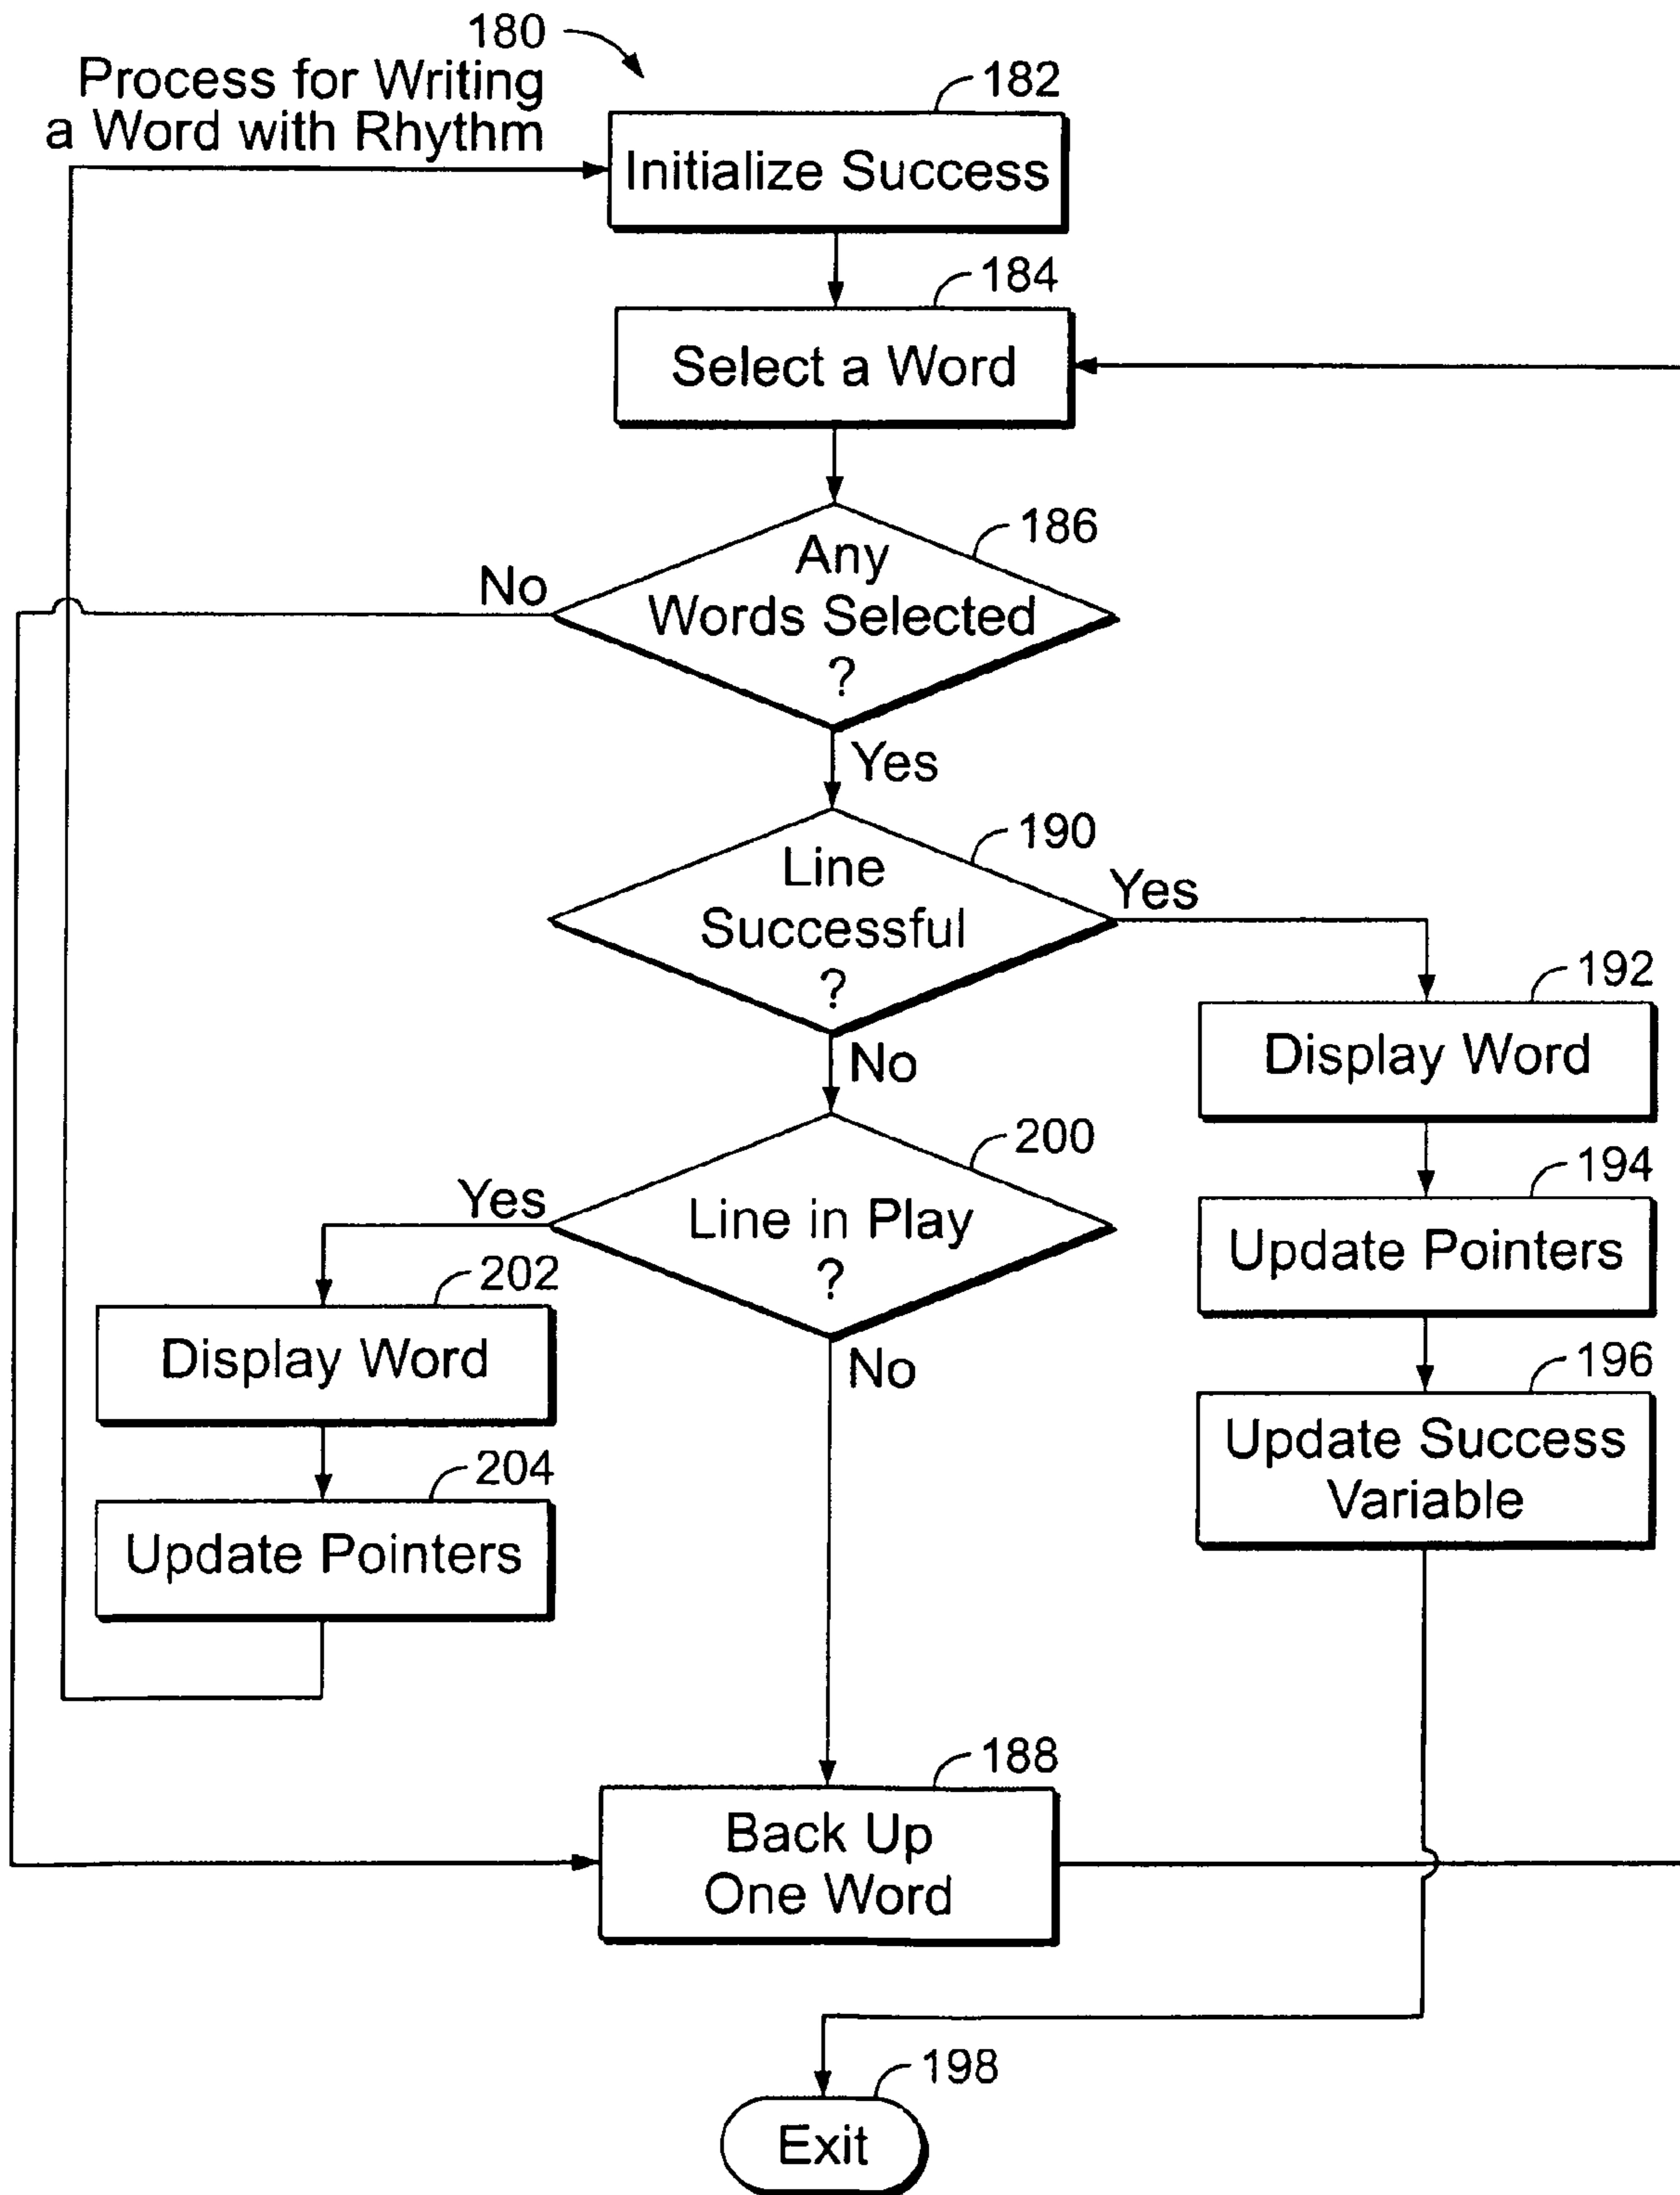 180
Process for Writing
a Word with Rhythm
182
Initialize Success
184
Select a Word
186
Any
Words Selected
?
No
Yes
190
Line
Successful
?
Yes
No
192
Display Word
194
Update Pointers
196
Update Success
Variable
200
Line in Play
?
Yes
No
202
Display Word
204
Update Pointers
188
Back Up
One Word
198
Exit